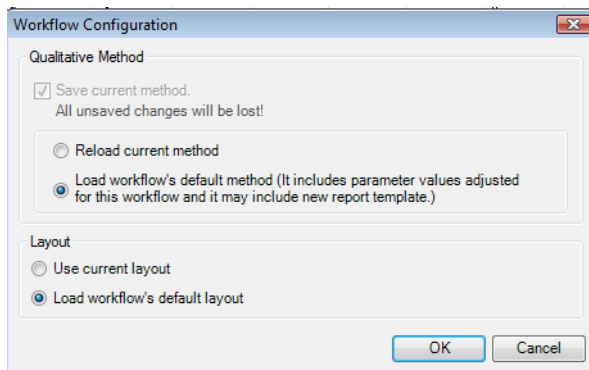 Workflow Configuration
Qualitative Method
Save current method.
All unsaved changes will be lost!
Reload current method
Load workflow's default method (It includes parameter values adjusted
for this workflow and it may include new report template.)
Layout
Use current layout
Load workflow's default layout
OK Cancel